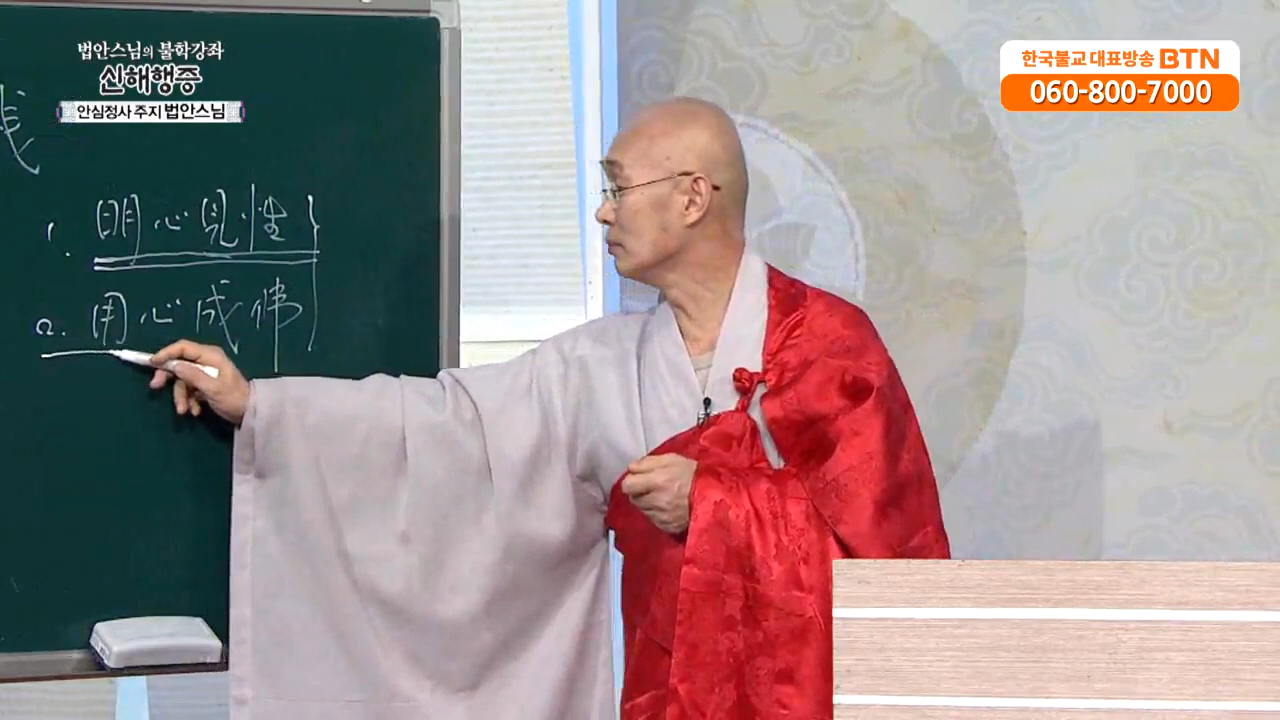 법안스님의 불학강좌
신해행증
안심정사 주지 법안스님
한국불교 대표방송 BTN
060-800-7000
1. 明心見性
2. 用心成佛